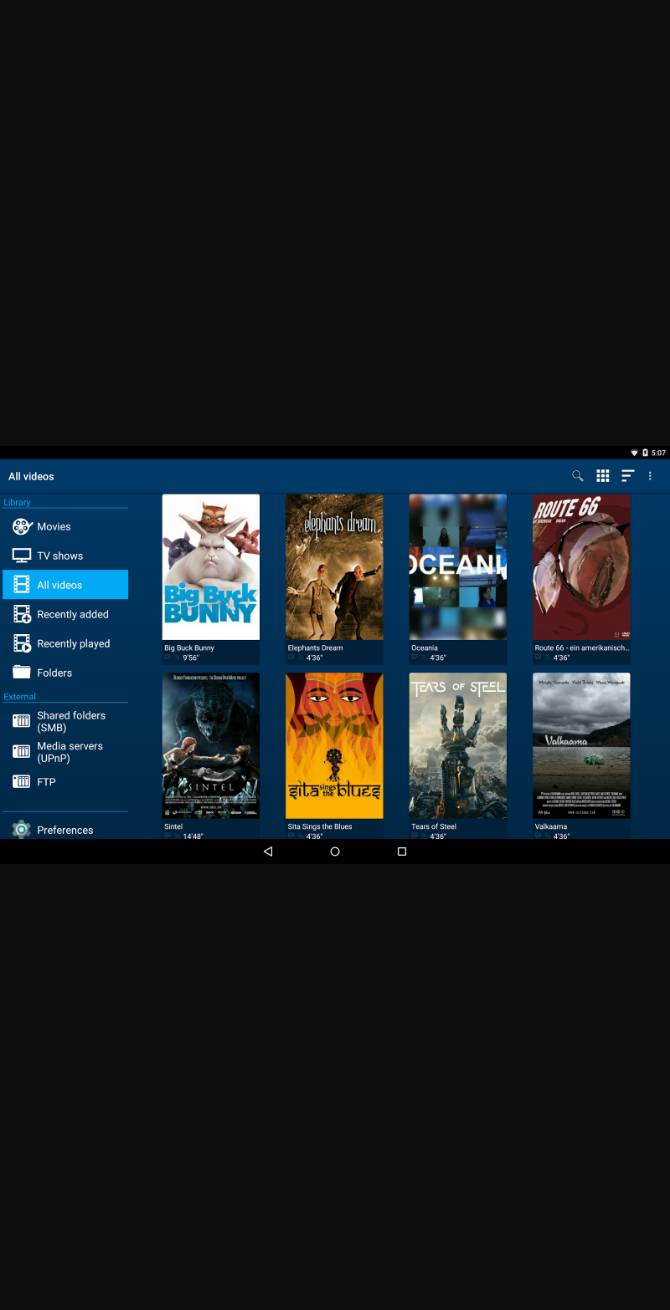 5:07
All videos
Library
Movies
TV shows
All videos
Recently added
Recently played
Folders
External
Shared folders
(SMB)
Media servers
(UPnP)
FTP
Preferences
Big Buck
BUNNY
Big Buck Bunny
9'56"
elephants dream
Elephants Dream
4'36"
OCEANI
Oceania
4'36"
ROUTE 66
Route 66 - ein amerikanisch...
4'36"
SINTEL
Sintel
14'48"
sita sings the blues
Sita Sings the Blues
4'36"
TEARS OF STEEL
Tears of Steel
4'36"
Valkaama
Valkaama
4'36"